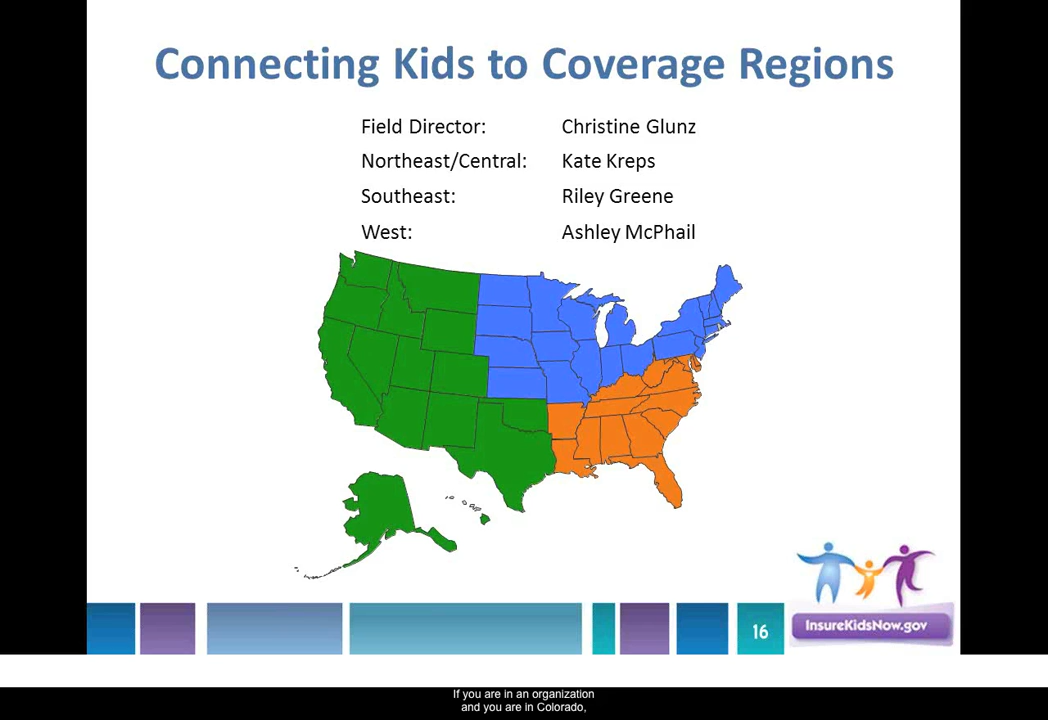 Connecting Kids to Coverage Regions
Field Director: Christine Glunz
Northeast/Central: Kate Kreps
Southeast: Riley Greene
West: Ashley McPhail
16
InsureKidsNow.gov
If you are in an organization
and you are in Colorado,